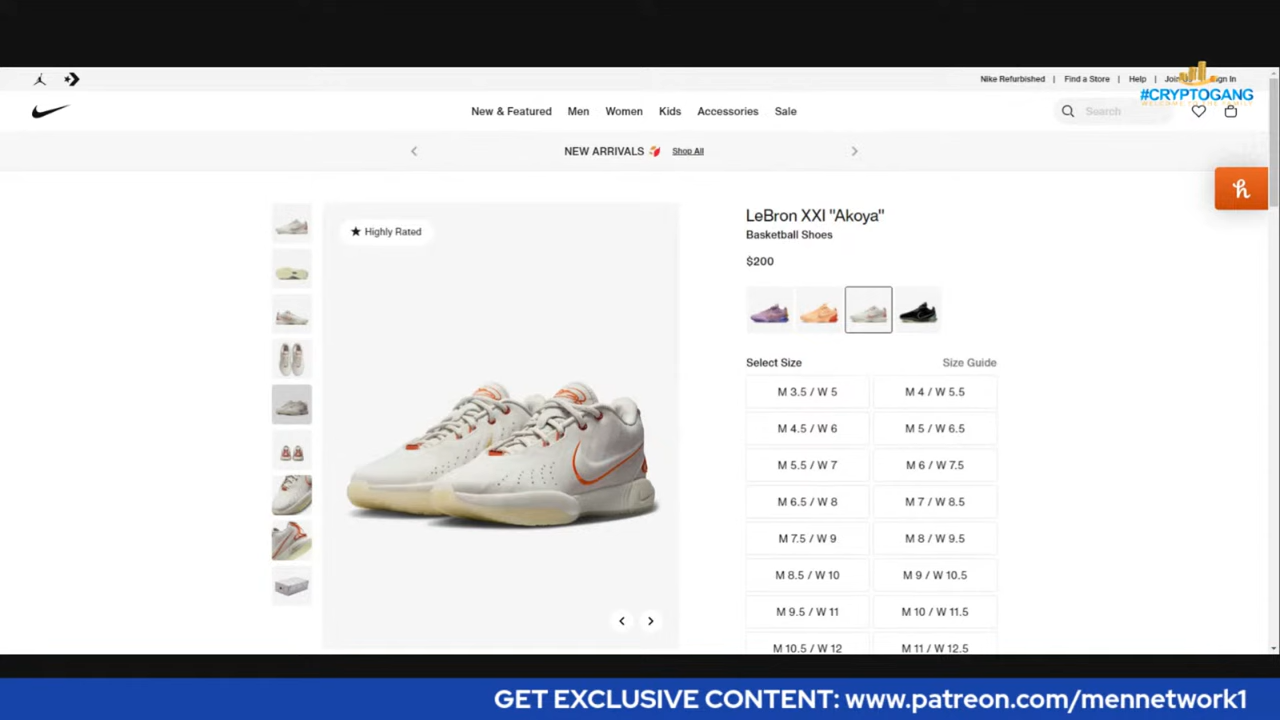 Nike Refurbished | Find a Store | Help |
#CRYPTOGANG
New & Featured Men Women Kids Accessories Sale
Search
NEW ARRIVALS Shop All
Highly Rated
LeBron XXI "Akoya"
Basketball Shoes
$200
Select Size Size Guide
M 3.5 / W 5 M 4 / W 5.5
M 4.5 / W 6 M 5 / W 6.5
M 5.5 / W 7 M 6 / W 7.5
M 6.5 / W 8 M 7 / W 8.5
M 7.5 / W 9 M 8 / W 9.5
M 8.5 / W 10 M 9 / W 10.5
M 9.5 / W 11 M 10 / W 11.5
M 10.5 / W 12 M 11 / W 12.5
GET EXCLUSIVE CONTENT: www.patreon.com/mennetwork1